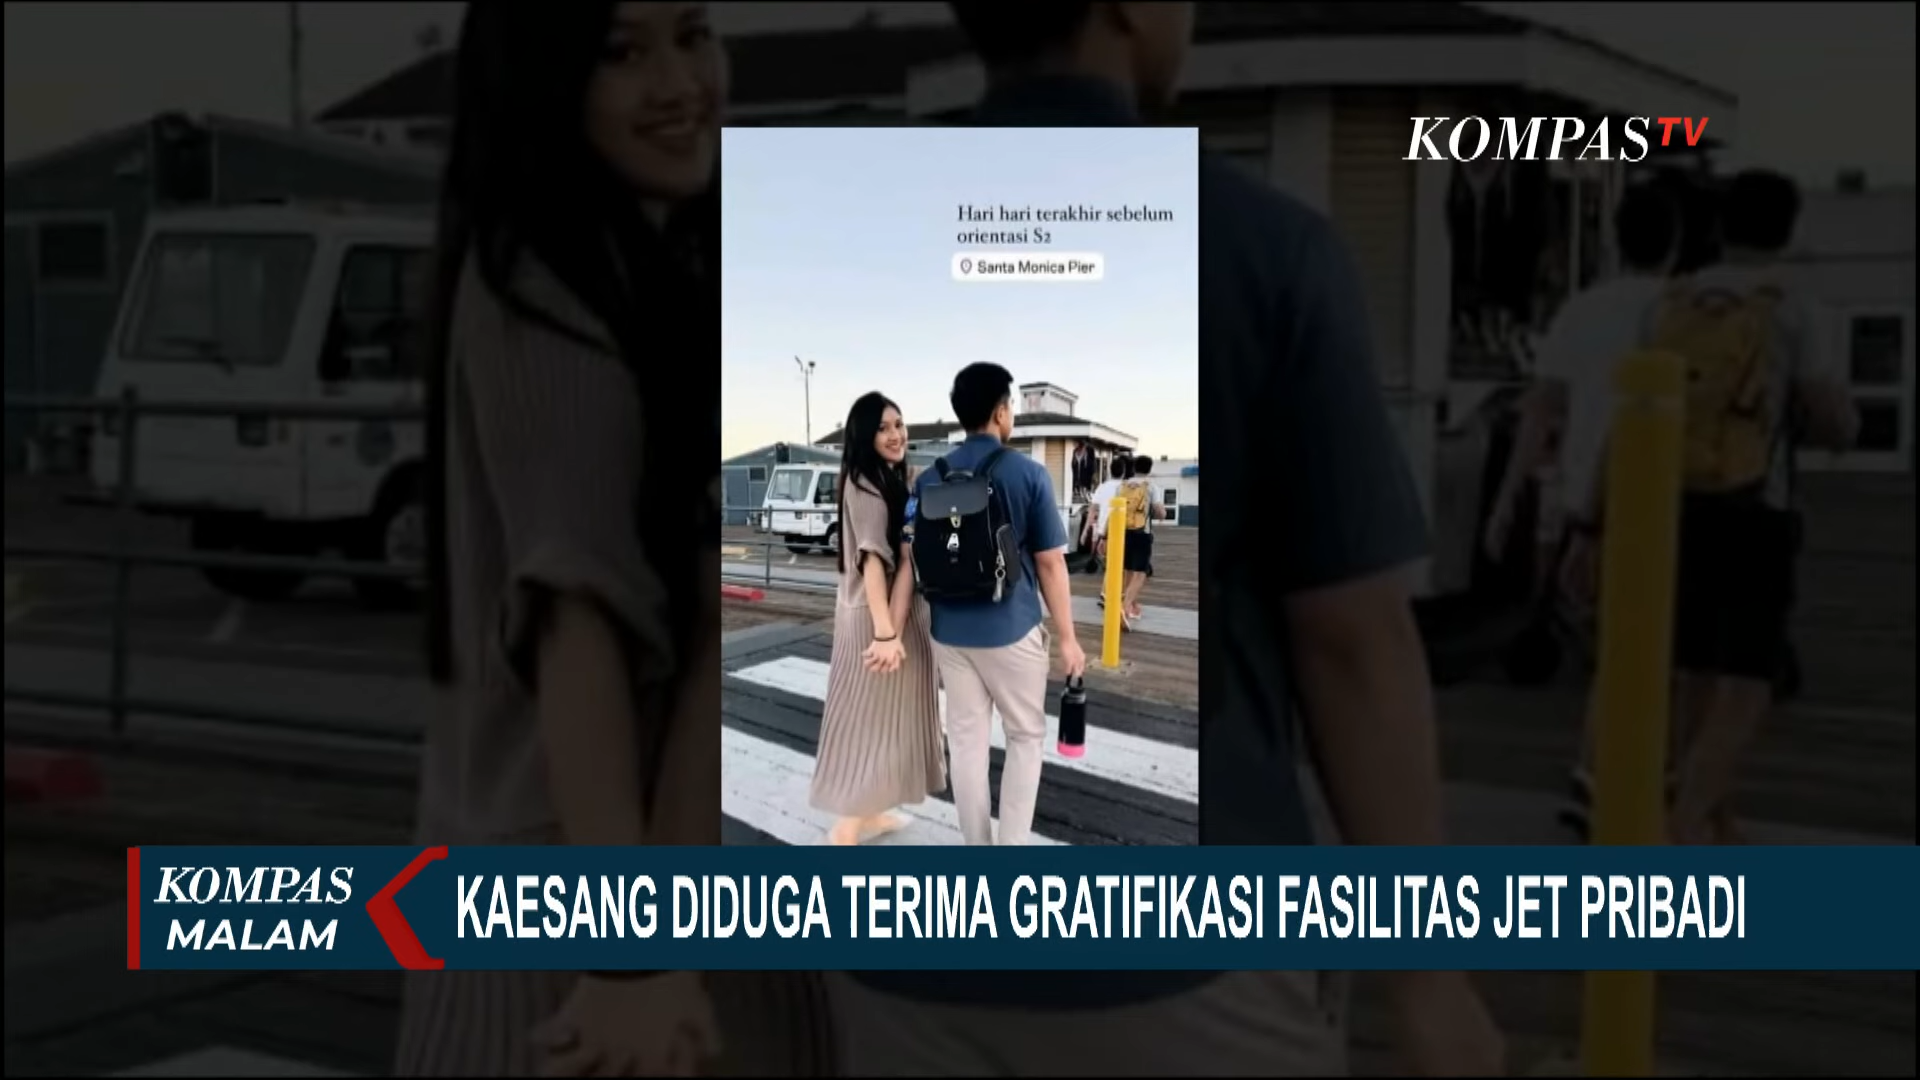 KOMPAS TV
Hari hari terakhir sebelum
orientasi S2
Santa Monica Pier
KOMPAS
MALAM
KAESANG DIDUGA TERIMA GRATIFIKASI FASILITAS JET PRIBADI